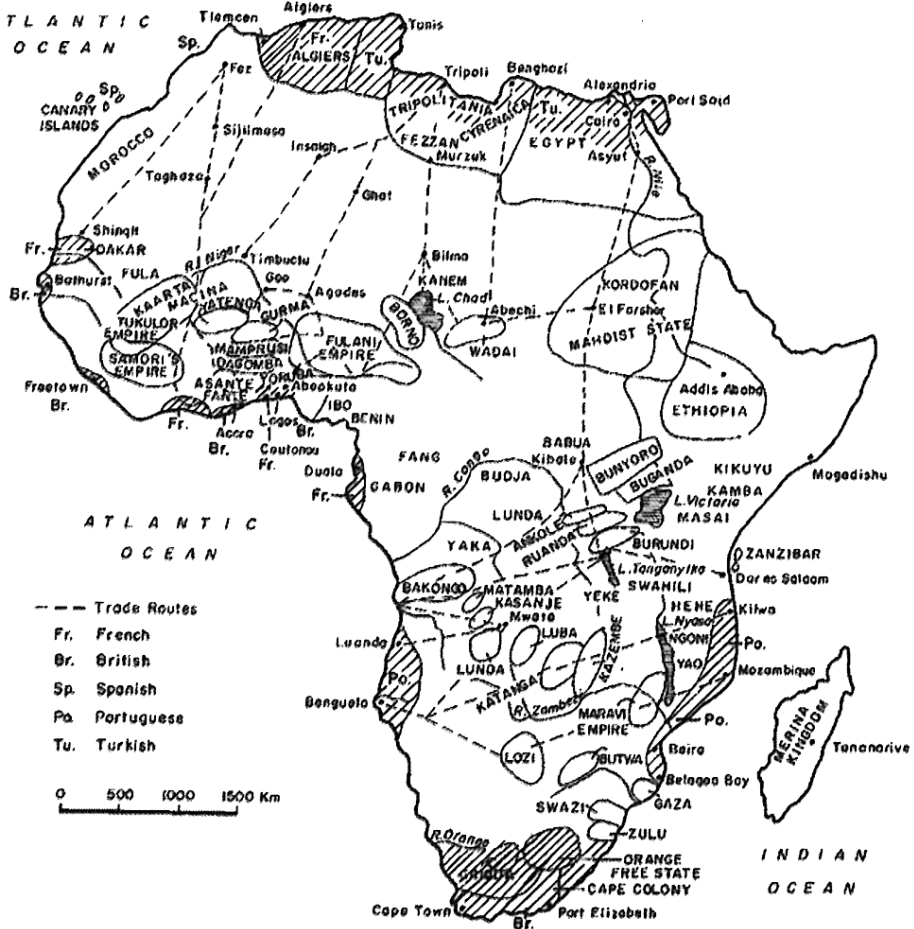 TLANTIC
OCEAN
Tlemcen
Algiers
Tunis
Sp.
Fr.
ALGIERS
Tu.
Tripoli
Benghazi
Alexandria
Port Said
Fez
Sp.
CANARY
ISLANDS
TRIPOLITANIA
CYRENAICA
Tu.
Cairo
MOROCCO
Sijilmasa
Insalah
FEZZAN
Murzuk
EGYPT
Asyut
R. Nile
Taghaza
Ghat
Shingit
Fr.
DAKAR
R. Niger
Timbuctu
Gao
Bilma
KANEM
Bathurst
Br.
FULA
KAARTA
MACINA
YATENGA
GURMA
Agades
BORNO
L. Chad
Abechi
WADAI
KORDOFAN
El Farsher
MAHDIST STATE
TUKULOR
EMPIRE
SAMORI'S
EMPIRE
MAMPRUSI
DAGOMBA
FULANI
EMPIRE
Addis Ababa
ETHIOPIA
Freetown
Br.
ASANTE
FANTE
YORUBA
Abeokuta
IBO
BENIN
Fr.
Accra
Br.
Lagos
Coutonou
Fr.
Br.
FANG
R. Congo
BUDJA
BABUA
Kibale
BUNYORO
BUGANDA
KIKUYU
KAMBA
Mogadishu
Duala
Fr.
GABON
LUNDA
ANKOLE
RUANDA
L. Victoria
MASAI
ATLANTIC
OCEAN
YAKA
BURUNDI
ZANZIBAR
BAKONGO
MATAMBA
KASANJE
Mwata
YEKE
L. Tanganyika
SWAHILI
Dar es Salaam
--- Trade Routes
Fr. French
Br. British
Sp. Spanish
Po. Portuguese
Tu. Turkish
Luanda
Po.
LUNDA
LUBA
KAZEMBE
HEHE
L. Nyasa
NGONI
YAO
Kilwa
Po.
Benguela
KATANGA
R. Zambezi
MARAVI
EMPIRE
Mozambique
Po.
LOZI
BUTWA
Beira
MERINA
KINGDOM
Tananarive
0 500 1000 1500 Km
Delagoa Bay
GAZA
SWAZI
ZULU
R. Orange
GRIQUA
ORANGE
FREE STATE
CAPE COLONY
INDIAN
OCEAN
Cape Town
Br.
Port Elizabeth